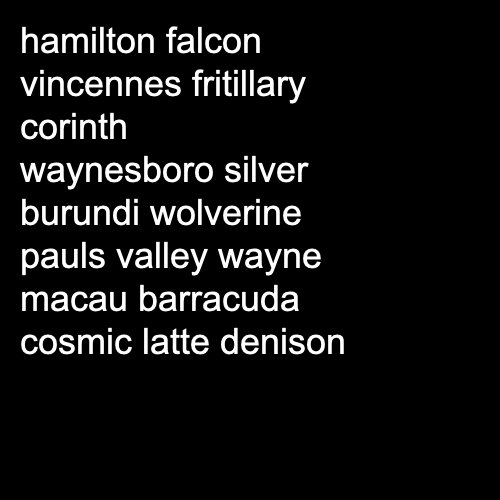 hamilton falcon
vincennes fritillary
corinth
waynesboro silver
burundi wolverine
pauls valley wayne
macau barracuda
cosmic latte denison